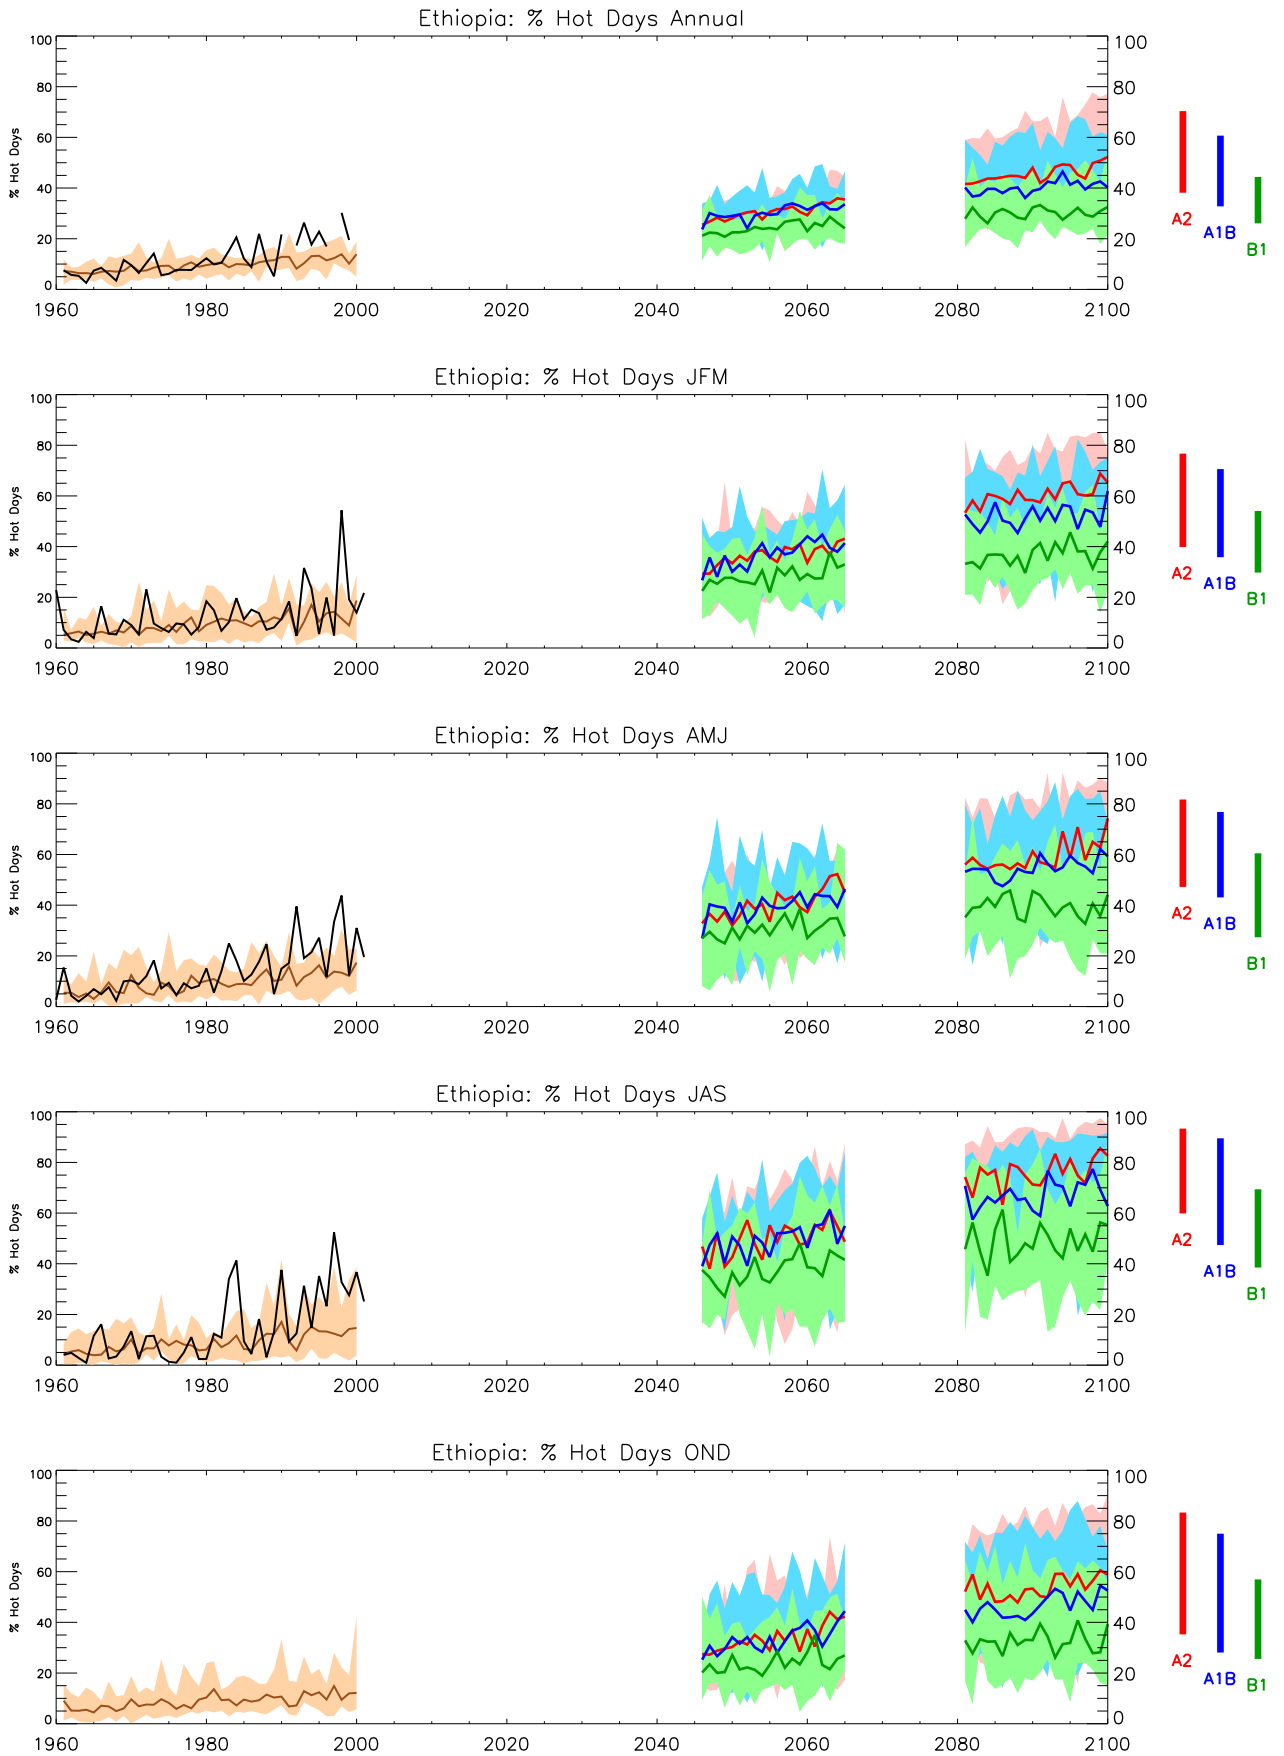 Ethiopia: % Hot Days Annual
100 80 60 40 20 0
% Hot Days
100 80 60 40 20 0
1960 1980 2000 2020 2040 2060 2080 2100
A2 A1B B1
Ethiopia: % Hot Days JFM
100 80 60 40 20 0
% Hot Days
100 80 60 40 20 0
1960 1980 2000 2020 2040 2060 2080 2100
A2 A1B B1
Ethiopia: % Hot Days AMJ
100 80 60 40 20 0
% Hot Days
100 80 60 40 20 0
1960 1980 2000 2020 2040 2060 2080 2100
A2 A1B B1
Ethiopia: % Hot Days JAS
100 80 60 40 20 0
% Hot Days
100 80 60 40 20 0
1960 1980 2000 2020 2040 2060 2080 2100
A2 A1B B1
Ethiopia: % Hot Days OND
100 80 60 40 20 0
% Hot Days
100 80 60 40 20 0
1960 1980 2000 2020 2040 2060 2080 2100
A2 A1B B1